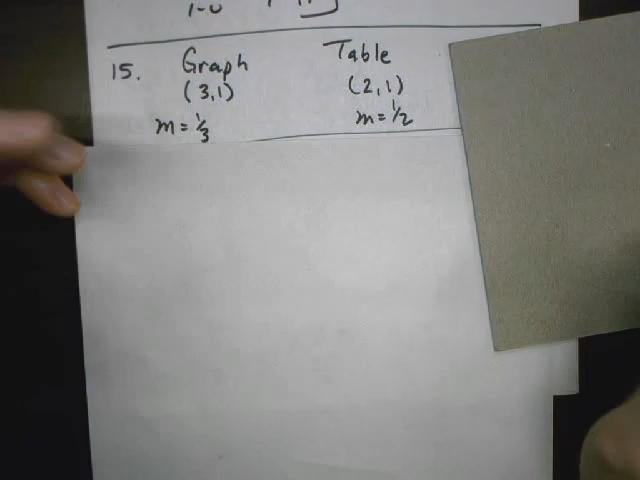 15. Graph Table
(3,1) (2,1)
m = 1/3 m = 1/2